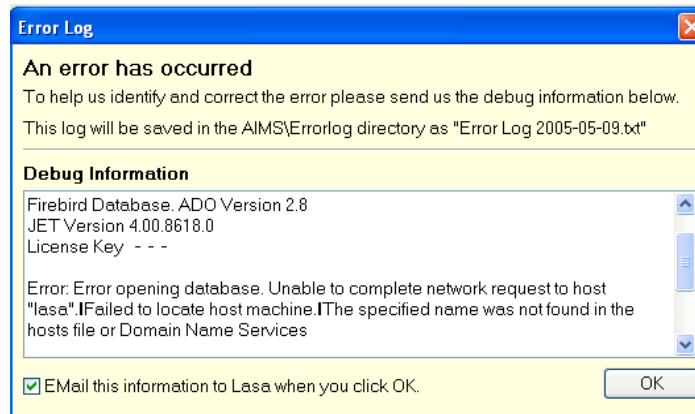 Error Log
An error has occurred
To help us identify and correct the error please send us the debug information below.
This log will be saved in the AIMS\Errorlog directory as "Error Log 2005-05-09.txt"
Debug Information
Firebird Database. ADO Version 2.8
JET Version 4.00.8618.0
License Key - - -
Error: Error opening database. Unable to complete network request to host
"lasa".|Failed to locate host machine.|The specified name was not found in the
hosts file or Domain Name Services
EMail this information to Lasa when you click OK.
OK